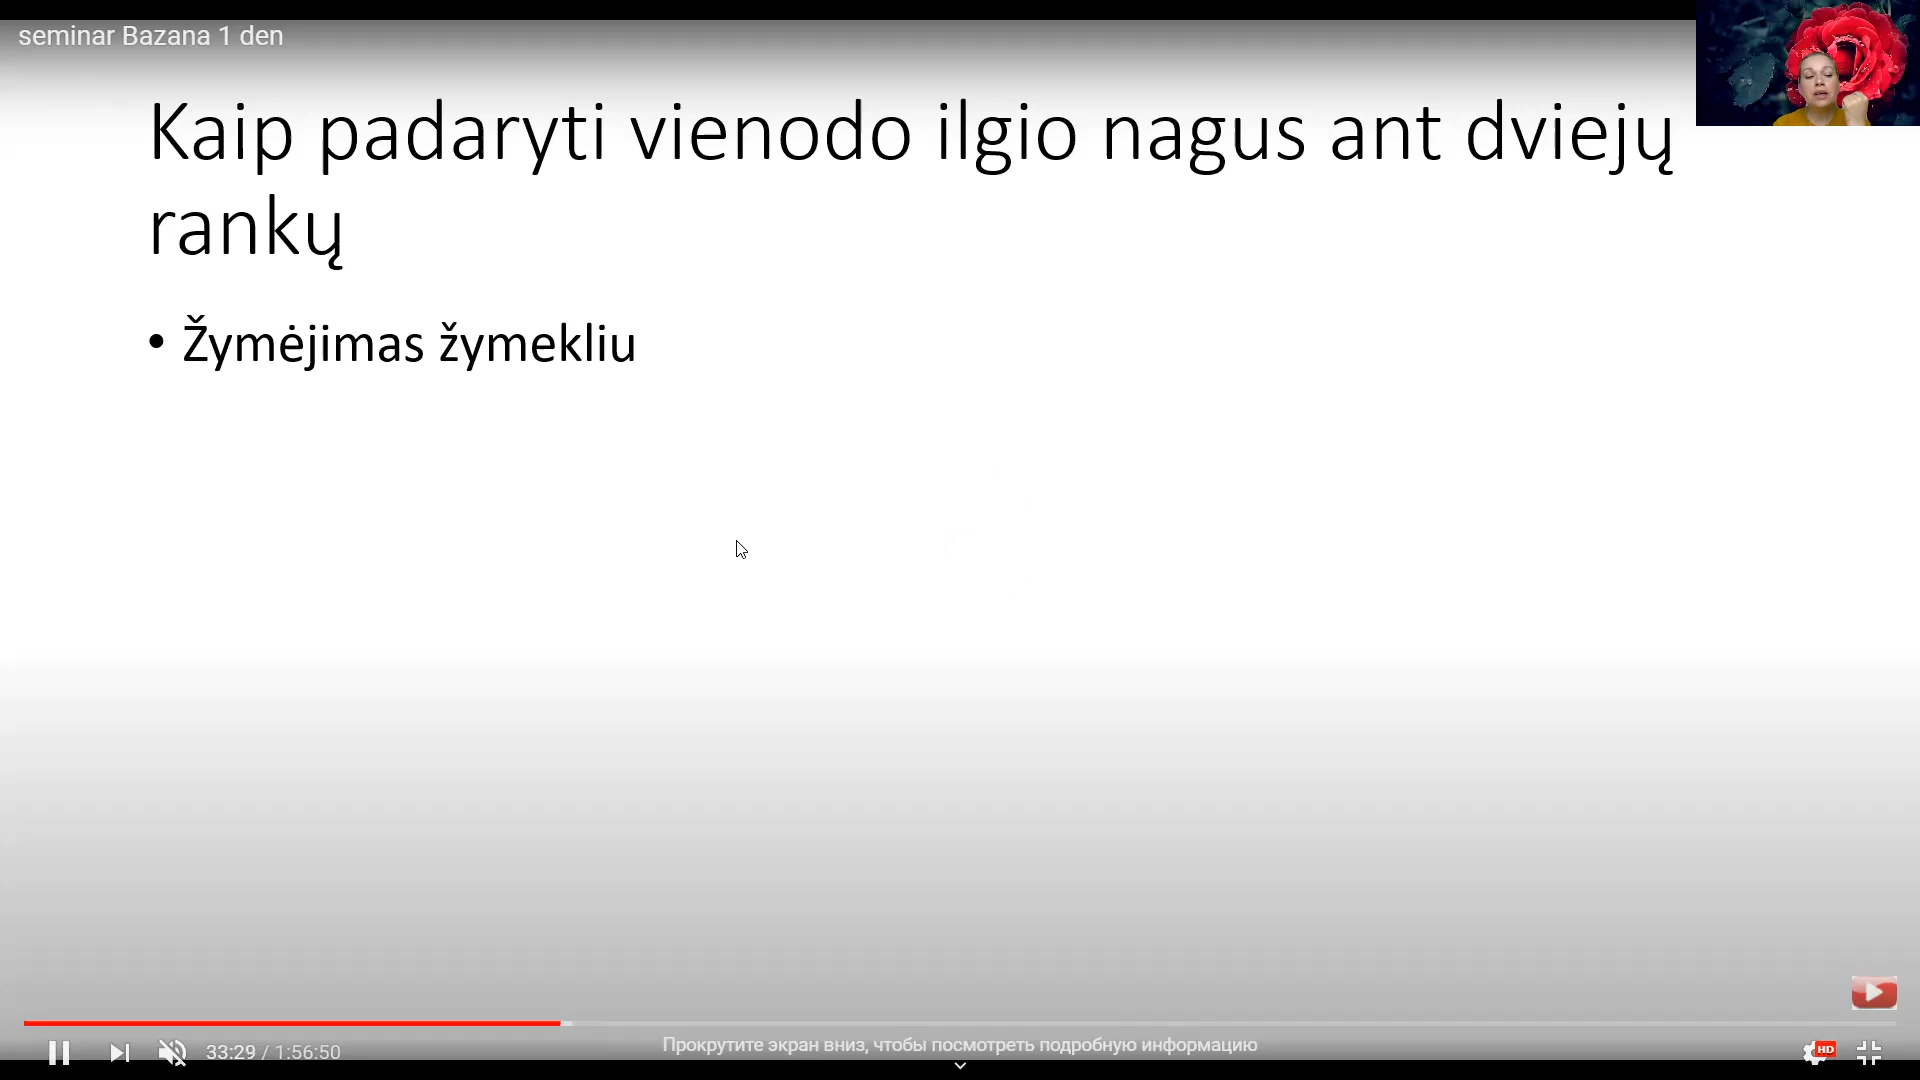 seminar Bazana 1 den
Kaip padaryti vienodo ilgio nagus ant dviejų
rankų
• Žymėjimas žymekliu
33:29 / 1:56:50
Прокрутите экран вниз, чтобы посмотреть подробную информацию
HD